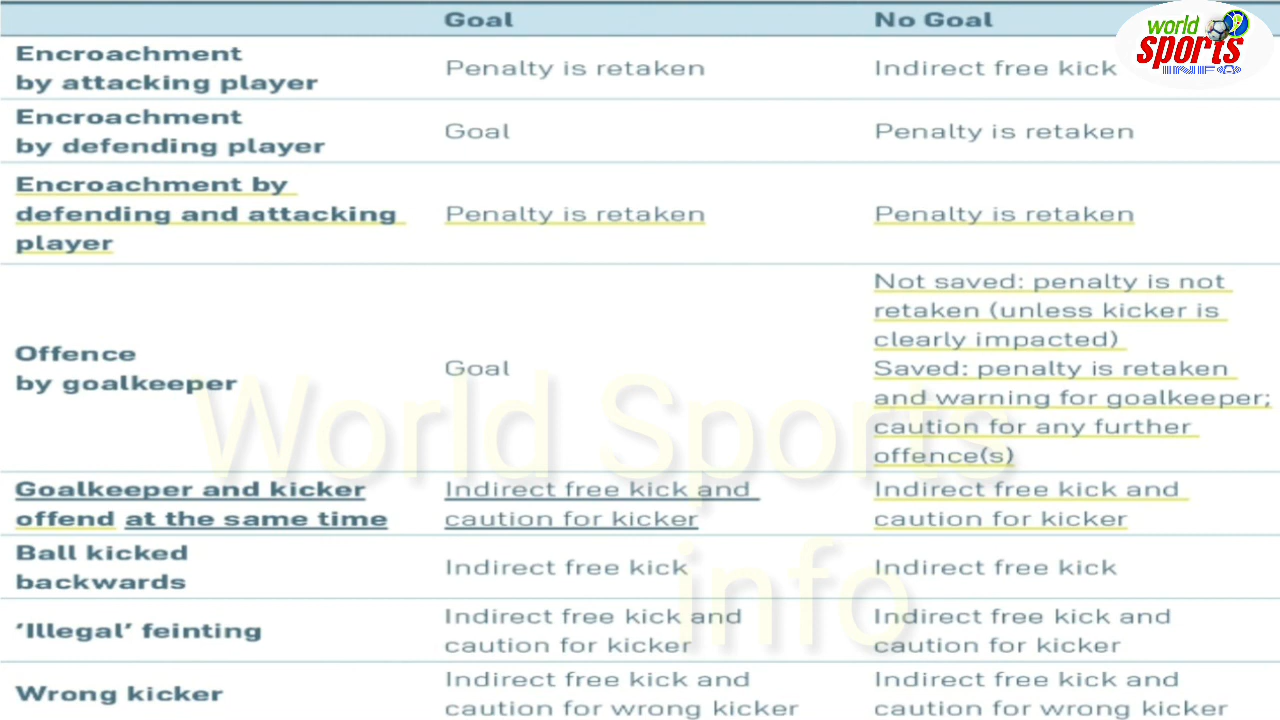 Goal
No Goal
world
sports
INFO
Encroachment
by attacking player
Penalty is retaken
Indirect free kick
Encroachment
by defending player
Goal
Penalty is retaken
Encroachment by
defending and attacking
player
Penalty is retaken
Penalty is retaken
Offence
by goalkeeper
Goal
Not saved: penalty is not
retaken (unless kicker is
clearly impacted)
Saved: penalty is retaken
and warning for goalkeeper;
caution for any further
offence(s)
World Sports
info
Goalkeeper and kicker
offend at the same time
Indirect free kick and
caution for kicker
Indirect free kick and
caution for kicker
Ball kicked
backwards
Indirect free kick
Indirect free kick
‘Illegal’ feinting
Indirect free kick and
caution for kicker
Indirect free kick and
caution for kicker
Wrong kicker
Indirect free kick and
caution for wrong kicker
Indirect free kick and
caution for wrong kicker